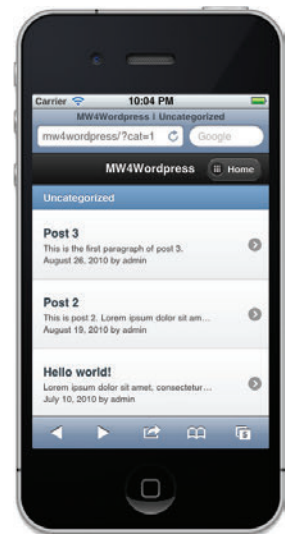 Carrier 10:04 PM
MW4Wordpress | Uncategorized
mw4wordpress/?cat=1 Google
MW4Wordpress Home
Uncategorized
Post 3
This is the first paragraph of post 3.
August 26, 2010 by admin
Post 2
This is post 2. Lorem ipsum dolor sit am...
August 19, 2010 by admin
Hello world!
Lorem ipsum dolor sit amet, consectetur...
July 10, 2010 by admin